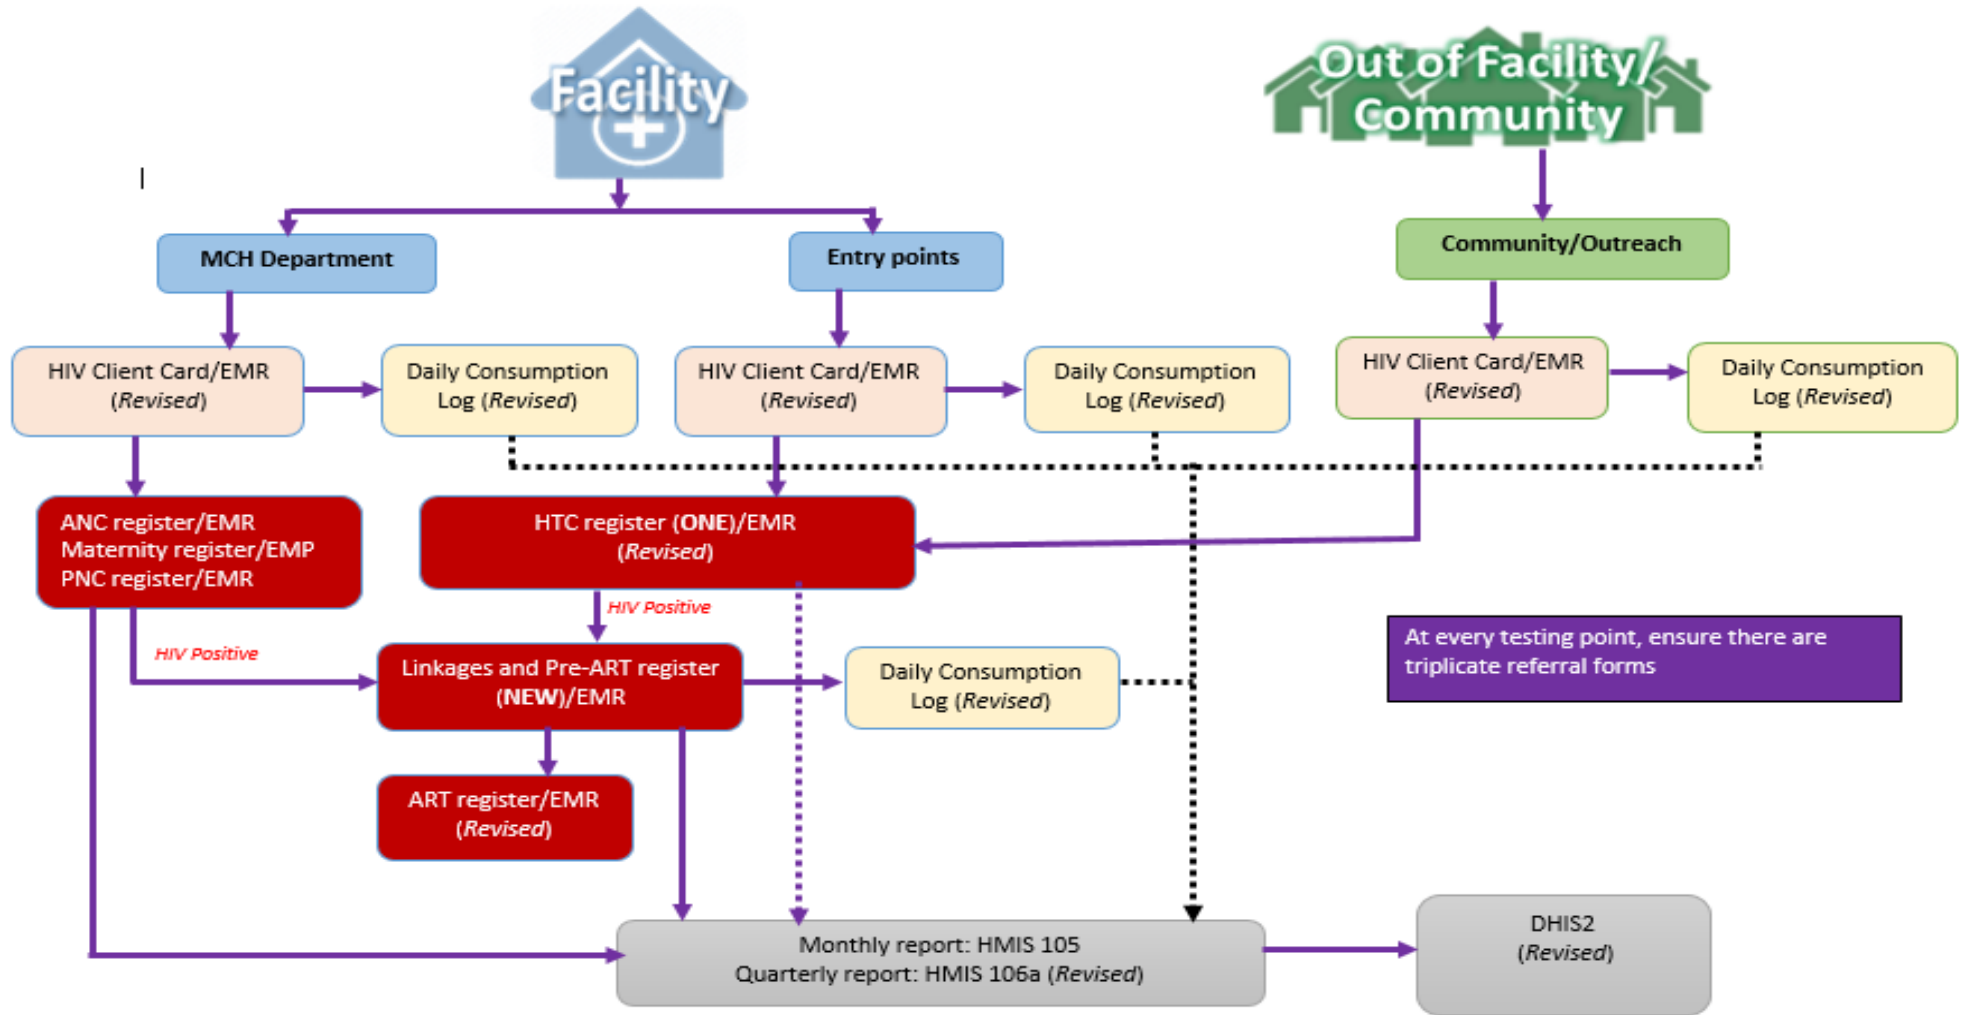 Facility
Out of Facility/
Community
MCH Department
Entry points
Community/Outreach
HIV Client Card/EMR
(Revised)
Daily Consumption
Log (Revised)
HIV Client Card/EMR
(Revised)
Daily Consumption
Log (Revised)
HIV Client Card/EMR
(Revised)
Daily Consumption
Log (Revised)
ANC register/EMR
Maternity register/EMP
PNC register/EMR
HTC register (ONE)/EMR
(Revised)
HIV Positive
HIV Positive
Linkages and Pre-ART register
(NEW)/EMR
Daily Consumption
Log (Revised)
At every testing point, ensure there are
triplicate referral forms
ART register/EMR
(Revised)
Monthly report: HMIS 105
Quarterly report: HMIS 106a (Revised)
DHIS2
(Revised)